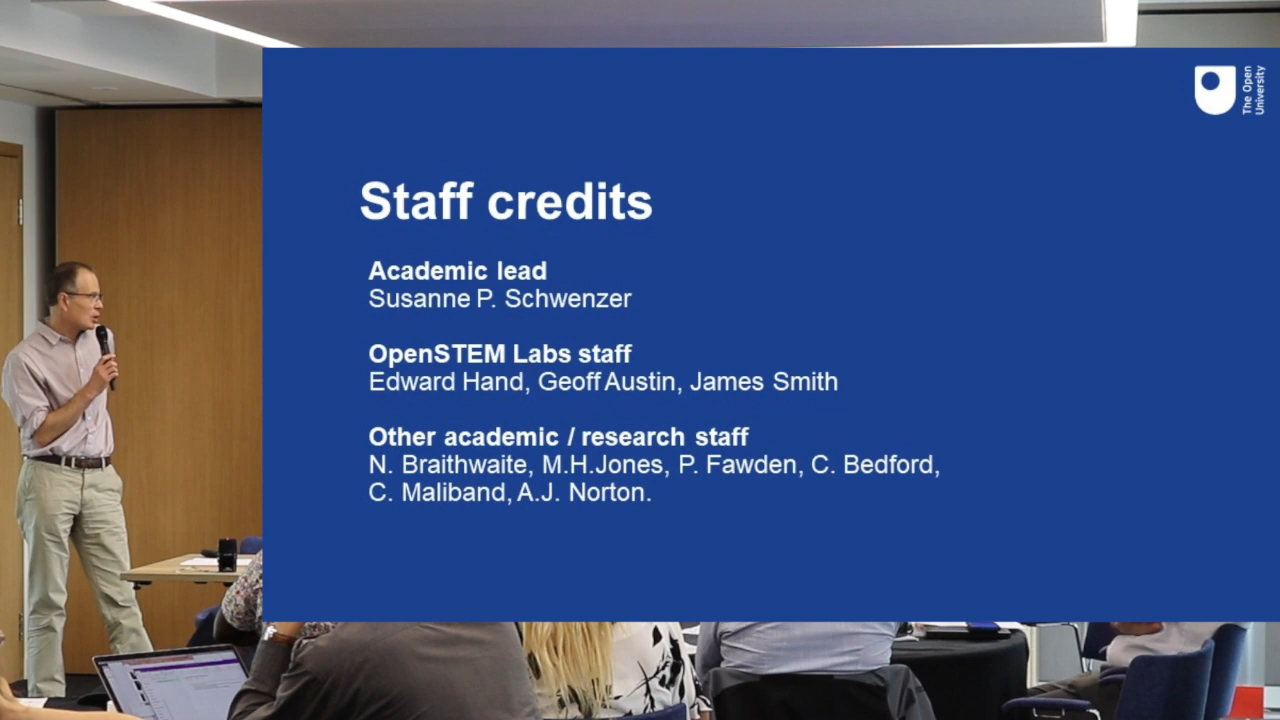 The Open
University
Staff credits
Academic lead
Susanne P. Schwenzer
OpenSTEM Labs staff
Edward Hand, Geoff Austin, James Smith
Other academic / research staff
N. Braithwaite, M.H.Jones, P. Fawden, C. Bedford,
C. Maliband, A.J. Norton.